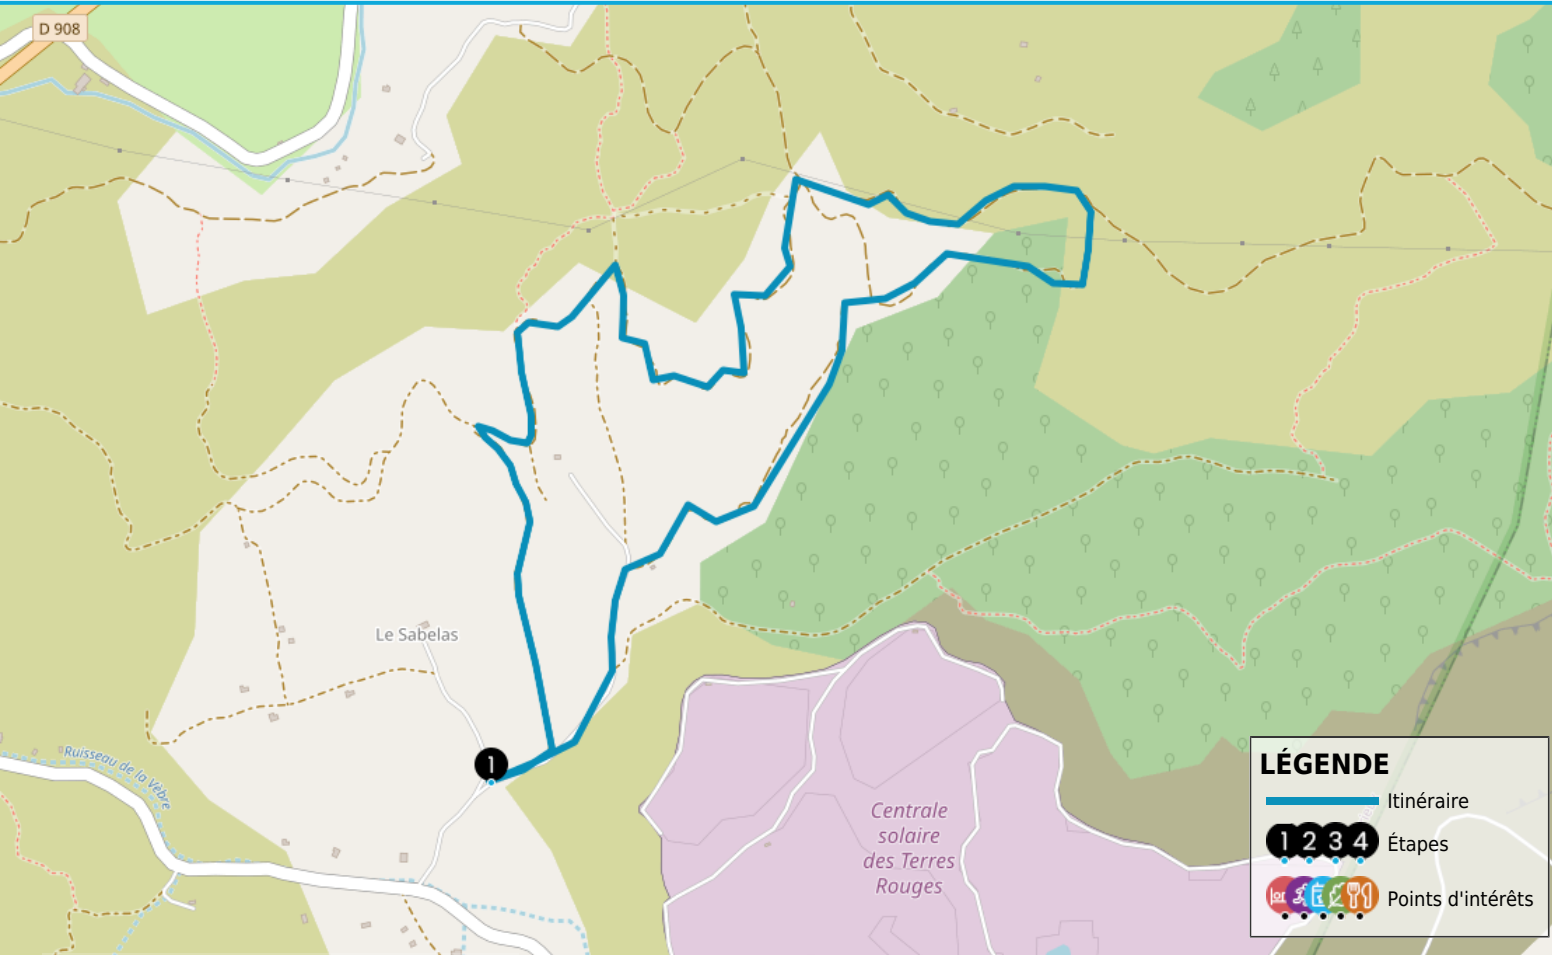 D 908
Le Sabelas
Ruisseau de la Vèbre
1
Centrale
solaire
des Terres
Rouges
LÉGENDE
Itinéraire
1 2 3 4 Étapes
Points d'intérêts